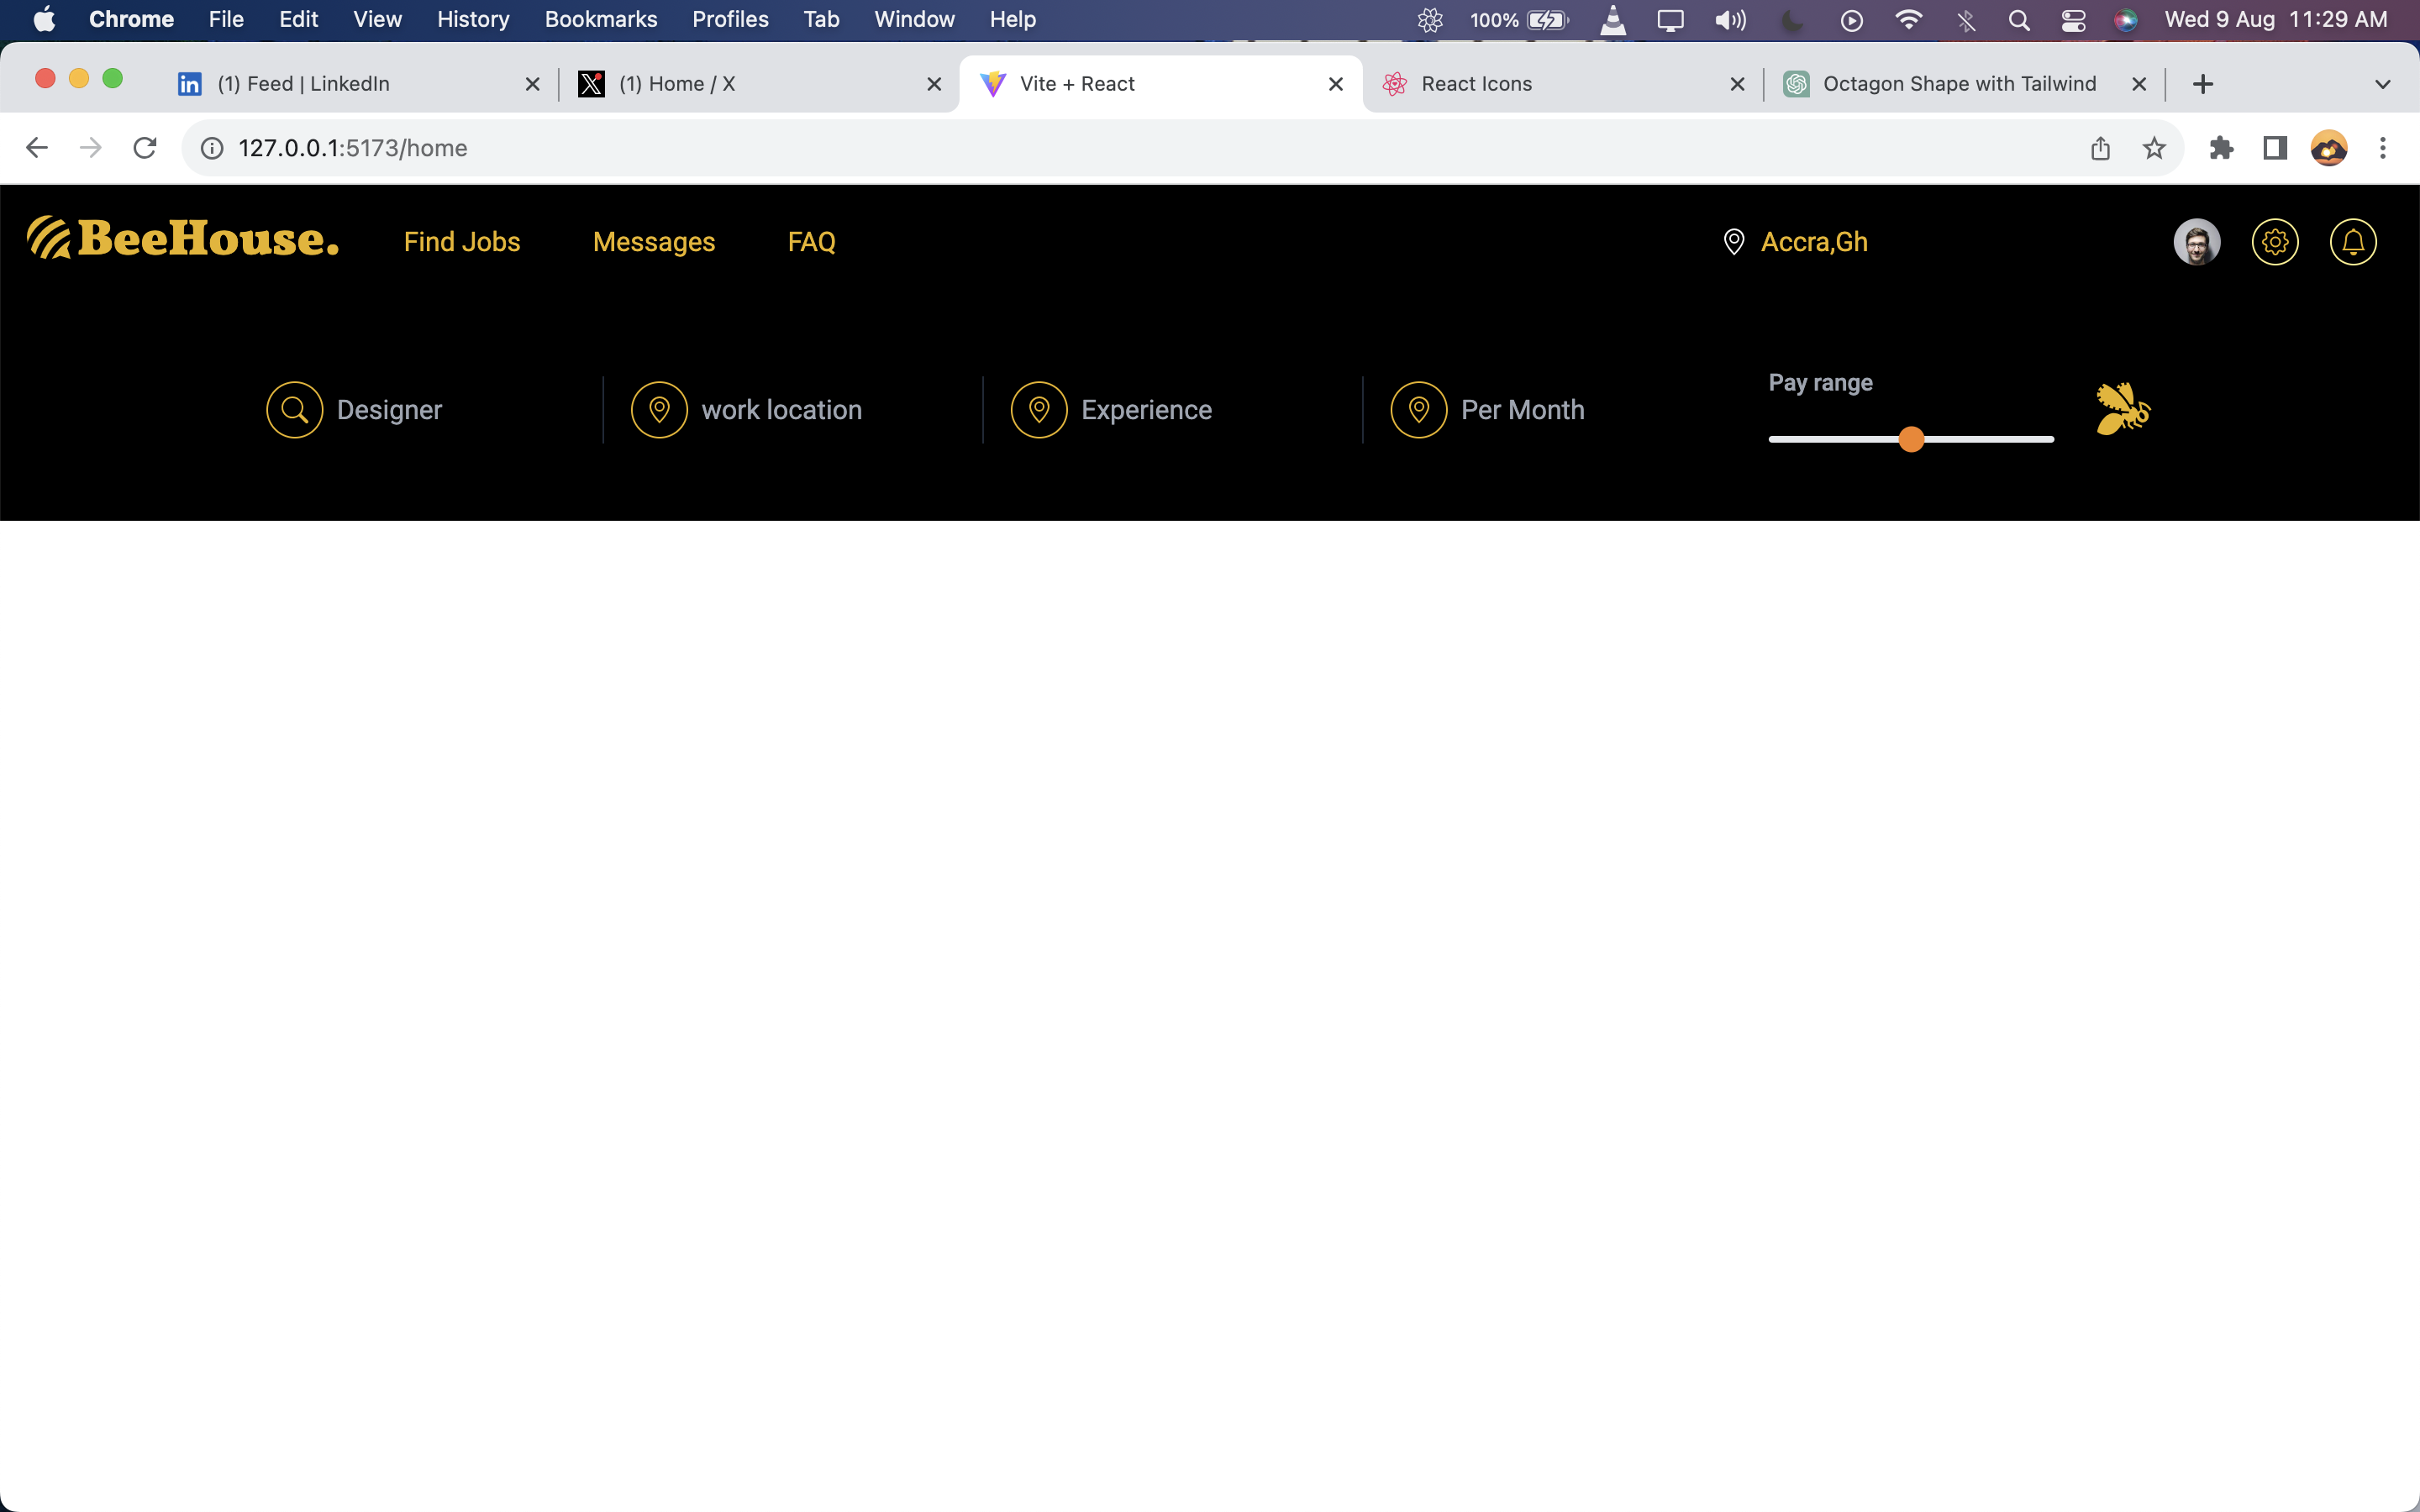 Chrome File Edit View History Bookmarks Profiles Tab Window Help 100% Wed 9 Aug 11:29 AM
(1) Feed | LinkedIn (1) Home / X Vite + React React Icons Octagon Shape with Tailwind
127.0.0.1:5173/home
BeeHouse. Find Jobs Messages FAQ Accra,Gh
Pay range
Designer work location Experience Per Month